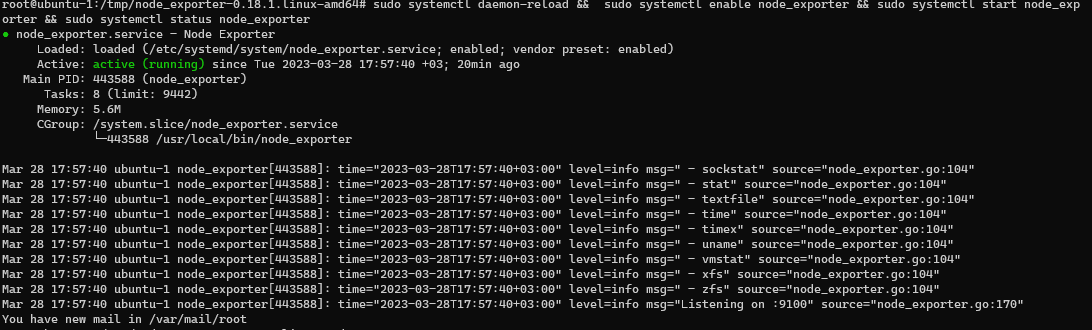 root@ubuntu-1:/tmp/node_exporter-0.18.1.linux-amd64# sudo systemctl daemon-reload &&  sudo systemctl enable node_exporter && sudo systemctl start node_exp
orter && sudo systemctl status node_exporter
● node_exporter.service - Node Exporter
     Loaded: loaded (/etc/systemd/system/node_exporter.service; enabled; vendor preset: enabled)
     Active: active (running) since Tue 2023-03-28 17:57:40 +03; 20min ago
   Main PID: 443588 (node_exporter)
      Tasks: 8 (limit: 9442)
     Memory: 5.6M
     CGroup: /system.slice/node_exporter.service
             └─443588 /usr/local/bin/node_exporter

Mar 28 17:57:40 ubuntu-1 node_exporter[443588]: time="2023-03-28T17:57:40+03:00" level=info msg=" - sockstat" source="node_exporter.go:104"
Mar 28 17:57:40 ubuntu-1 node_exporter[443588]: time="2023-03-28T17:57:40+03:00" level=info msg=" - stat" source="node_exporter.go:104"
Mar 28 17:57:40 ubuntu-1 node_exporter[443588]: time="2023-03-28T17:57:40+03:00" level=info msg=" - textfile" source="node_exporter.go:104"
Mar 28 17:57:40 ubuntu-1 node_exporter[443588]: time="2023-03-28T17:57:40+03:00" level=info msg=" - time" source="node_exporter.go:104"
Mar 28 17:57:40 ubuntu-1 node_exporter[443588]: time="2023-03-28T17:57:40+03:00" level=info msg=" - timex" source="node_exporter.go:104"
Mar 28 17:57:40 ubuntu-1 node_exporter[443588]: time="2023-03-28T17:57:40+03:00" level=info msg=" - uname" source="node_exporter.go:104"
Mar 28 17:57:40 ubuntu-1 node_exporter[443588]: time="2023-03-28T17:57:40+03:00" level=info msg=" - vmstat" source="node_exporter.go:104"
Mar 28 17:57:40 ubuntu-1 node_exporter[443588]: time="2023-03-28T17:57:40+03:00" level=info msg=" - xfs" source="node_exporter.go:104"
Mar 28 17:57:40 ubuntu-1 node_exporter[443588]: time="2023-03-28T17:57:40+03:00" level=info msg=" - zfs" source="node_exporter.go:104"
Mar 28 17:57:40 ubuntu-1 node_exporter[443588]: time="2023-03-28T17:57:40+03:00" level=info msg="Listening on :9100" source="node_exporter.go:170"
You have new mail in /var/mail/root